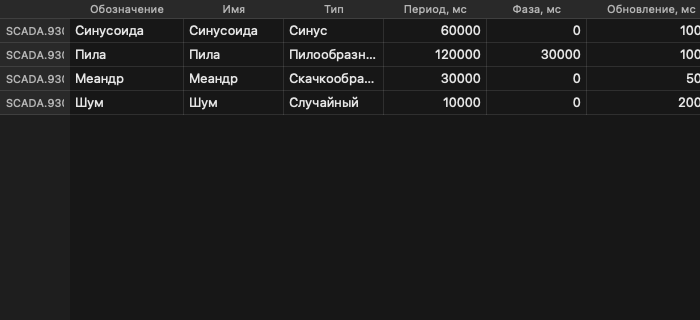 Обозначение Имя Тип Период, мс Фаза, мс Обновление, мс
SCADA.93 Синусоида Синусоида Синус 60000 0 100
SCADA.93 Пила Пила Пилообразн... 120000 30000 100
SCADA.93 Меандр Меандр Скачкообра... 30000 0 50
SCADA.93 Шум Шум Случайный 10000 0 200